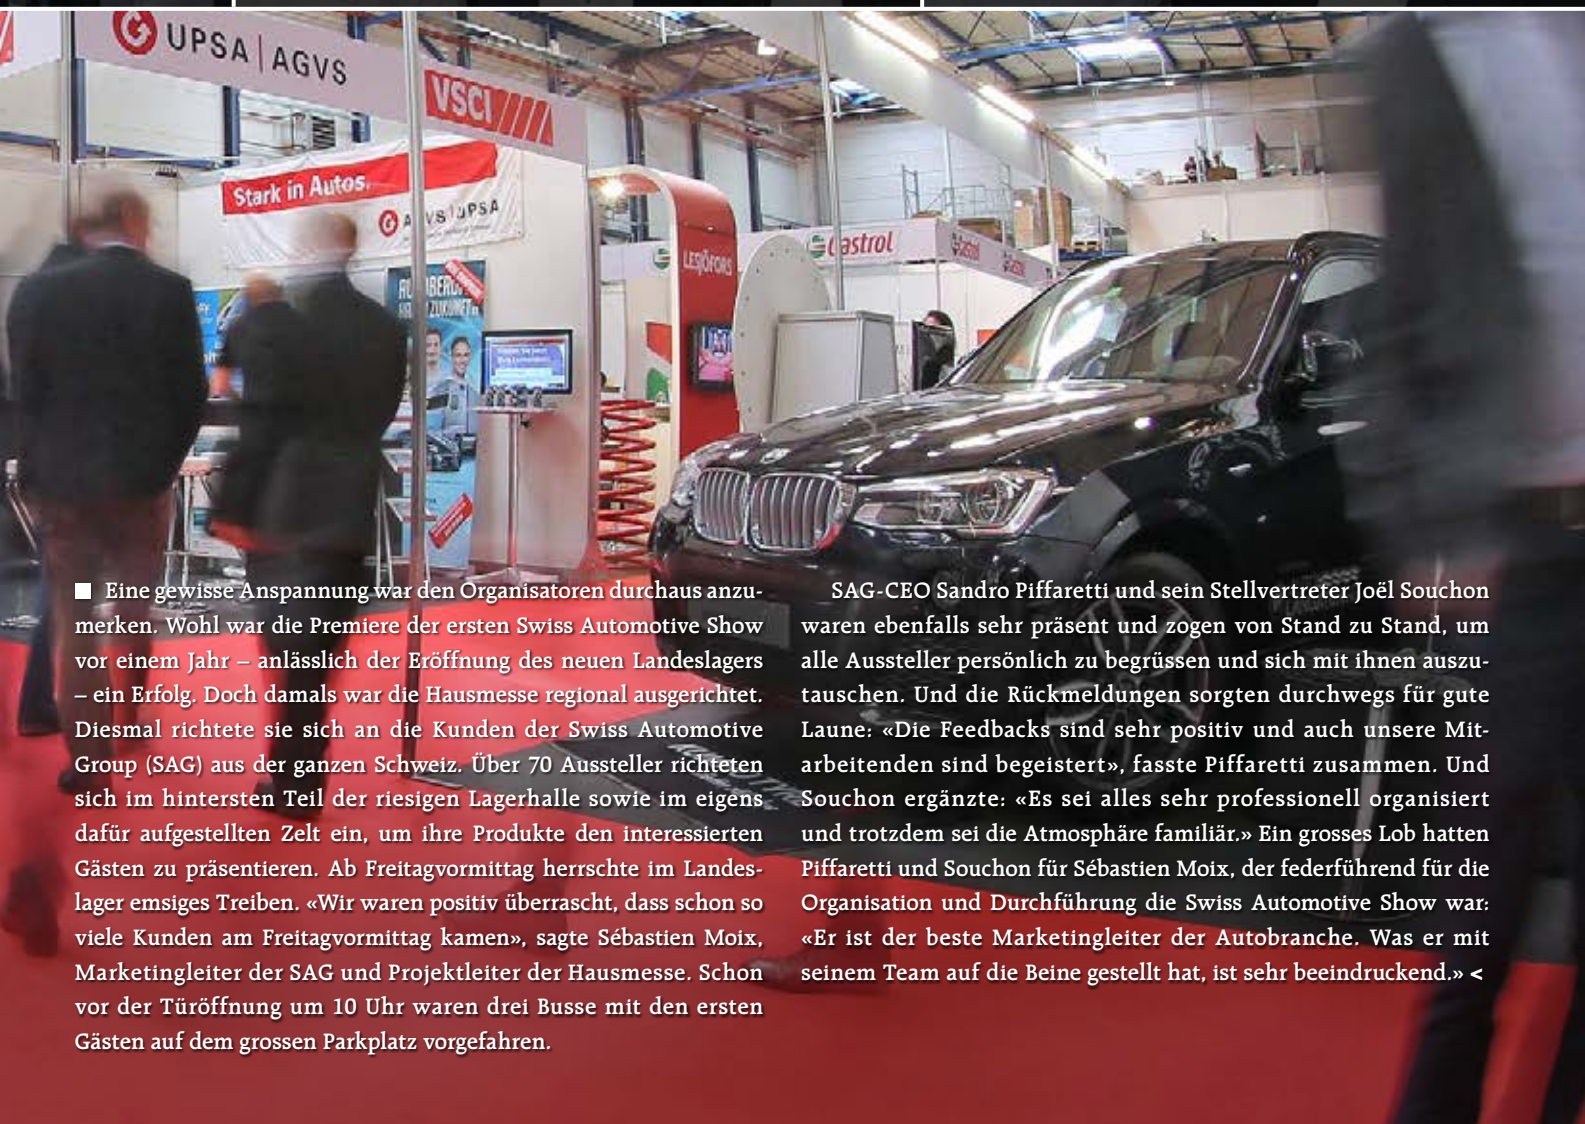 UPSA | AGVS
VSCI
Stark in Autos.
AGVS | UPSA
LESJÖFORS
Castrol
Castrol
Castrol
■ Eine gewisse Anspannung war den Organisatoren durchaus anzu-
merken. Wohl war die Premiere der ersten Swiss Automotive Show
vor einem Jahr – anlässlich der Eröffnung des neuen Landeslagers
– ein Erfolg. Doch damals war die Hausmesse regional ausgerichtet.
Diesmal richtete sie sich an die Kunden der Swiss Automotive
Group (SAG) aus der ganzen Schweiz. Über 70 Aussteller richteten
sich im hintersten Teil der riesigen Lagerhalle sowie im eigens
dafür aufgestellten Zelt ein, um ihre Produkte den interessierten
Gästen zu präsentieren. Ab Freitagvormittag herrschte im Landes-
lager emsiges Treiben. «Wir waren positiv überrascht, dass schon so
viele Kunden am Freitagvormittag kamen», sagte Sébastien Moix,
Marketingleiter der SAG und Projektleiter der Hausmesse. Schon
vor der Türöffnung um 10 Uhr waren drei Busse mit den ersten
Gästen auf dem grossen Parkplatz vorgefahren.
SAG-CEO Sandro Piffaretti und sein Stellvertreter Joël Souchon
waren ebenfalls sehr präsent und zogen von Stand zu Stand, um
alle Aussteller persönlich zu begrüssen und sich mit ihnen auszu-
tauschen. Und die Rückmeldungen sorgten durchwegs für gute
Laune: «Die Feedbacks sind sehr positiv und auch unsere Mit-
arbeitenden sind begeistert», fasste Piffaretti zusammen. Und
Souchon ergänzte: «Es sei alles sehr professionell organisiert
und trotzdem sei die Atmosphäre familiär.» Ein grosses Lob hatten
Piffaretti und Souchon für Sébastien Moix, der federführend für die
Organisation und Durchführung die Swiss Automotive Show war:
«Er ist der beste Marketingleiter der Autobranche. Was er mit
seinem Team auf die Beine gestellt hat, ist sehr beeindruckend.» <